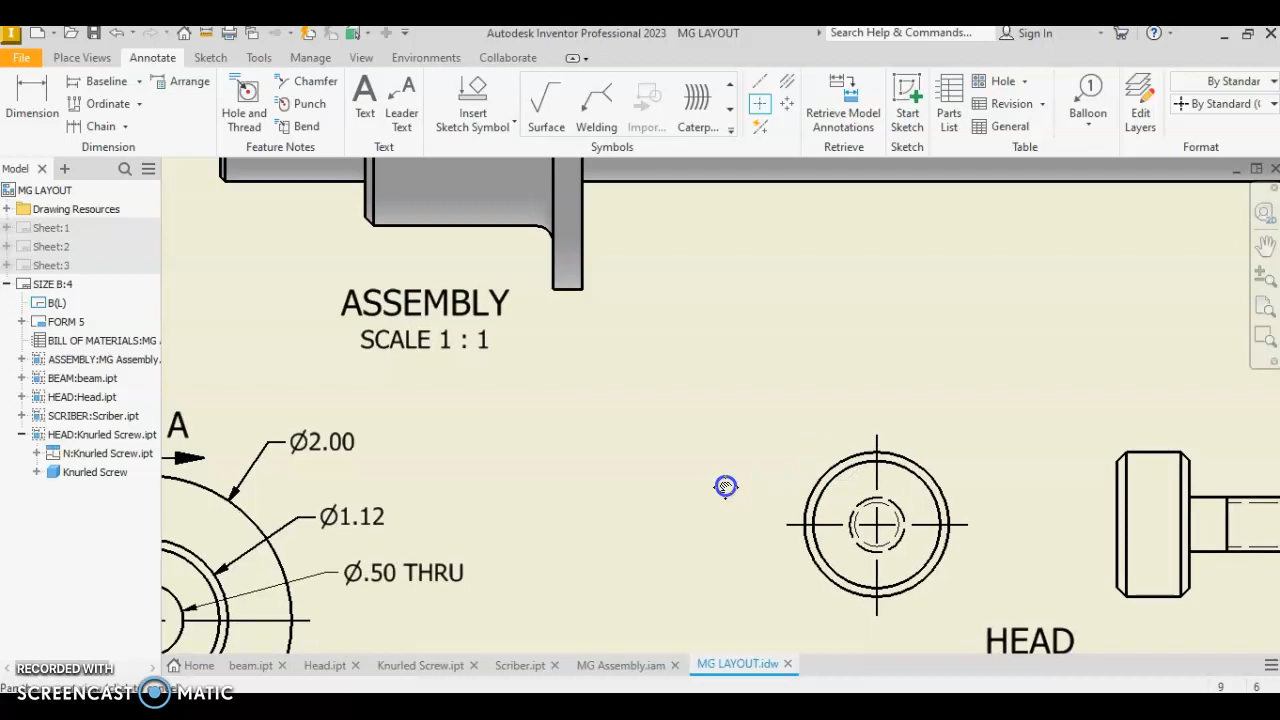 Autodesk Inventor Professional 2023 MG LAYOUT
Search Help & Commands...
Sign In
File Place Views Annotate Sketch Tools Manage View Environments Collaborate
Dimension
Baseline
Ordinate
Chain
Arrange
Dimension
Hole and Thread
Chamfer
Punch
Bend
Feature Notes
Text
Leader Text
Text
Insert Sketch Symbol
Surface
Welding
Impor...
Caterp...
Symbols
Retrieve Model Annotations
Retrieve
Start Sketch
Sketch
Parts List
Hole
Revision
General
Table
Balloon
Edit Layers
By Standar
By Standard (
Format
Model
MG LAYOUT
Drawing Resources
Sheet:1
Sheet:2
Sheet:3
SIZE B:4
B(L)
FORM 5
BILL OF MATERIALS:MG
ASSEMBLY:MG Assembly.
BEAM:beam.ipt
HEAD:Head.ipt
SCRIBER:Scriber.ipt
HEAD:Knurled Screw.ipt
N:Knurled Screw.ipt
Knurled Screw
ASSEMBLY
SCALE 1 : 1
A
Ø2.00
Ø1.12
Ø.50 THRU
HEAD
Home beam.ipt Head.ipt Knurled Screw.ipt Scriber.ipt MG Assembly.iam MG LAYOUT.idw
9 6
RECORDED WITH
SCREENCAST MATIC